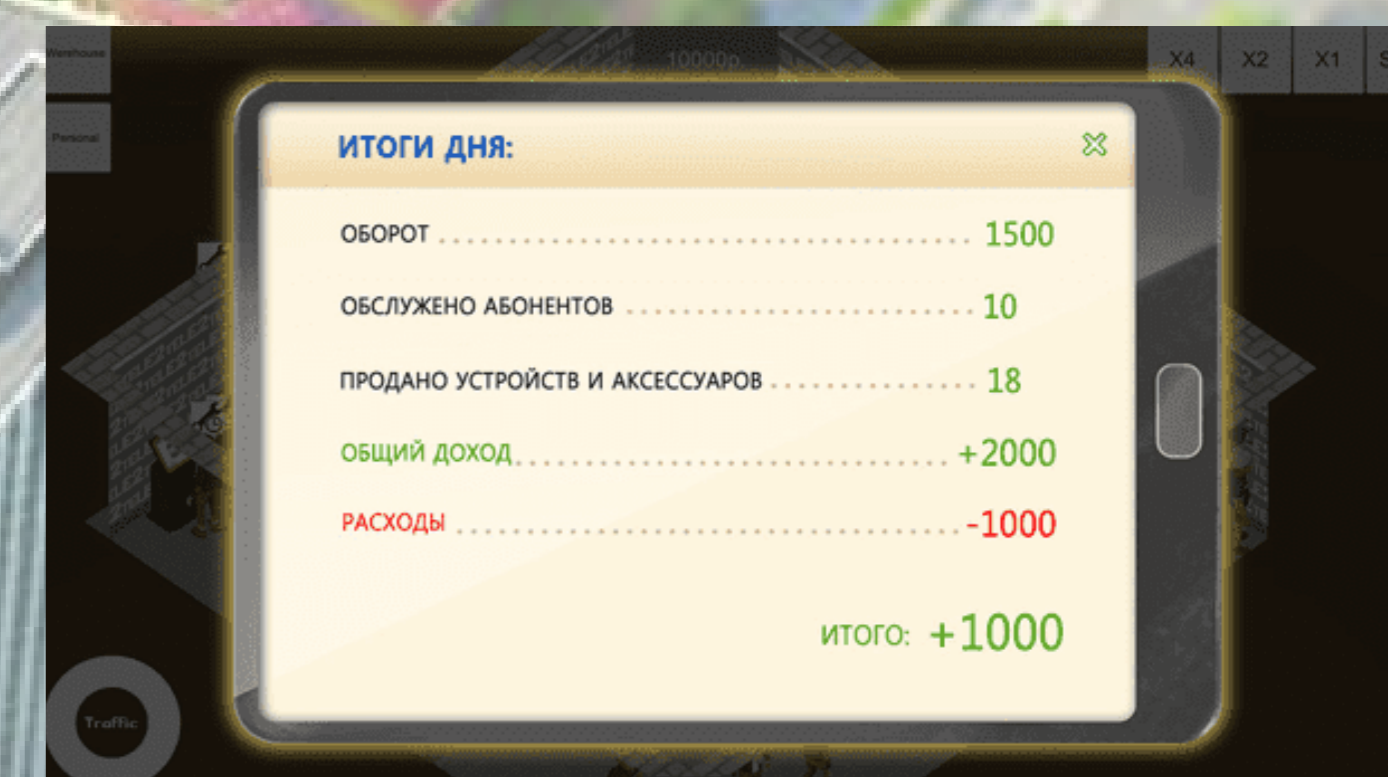 Warehouse
10000р.
X4 X2 X1 S
Personal
ИТОГИ ДНЯ:
ОБОРОТ 1500
ОБСЛУЖЕНО АБОНЕНТОВ 10
ПРОДАНО УСТРОЙСТВ И АКСЕССУАРОВ 18
ОБЩИЙ ДОХОД +2000
РАСХОДЫ -1000
ИТОГО: +1000
Traffic